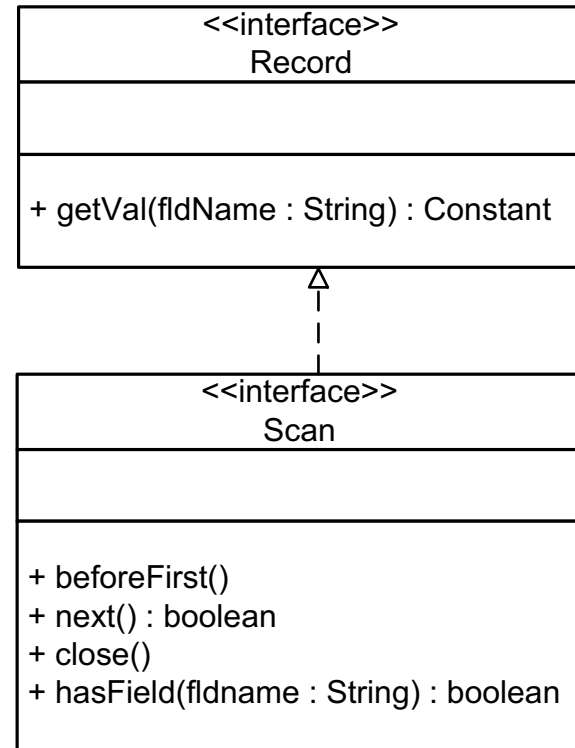 <<interface>>
Record
+ getVal(fldName : String) : Constant
<<interface>>
Scan
+ beforeFirst()
+ next() : boolean
+ close()
+ hasField(fldname : String) : boolean